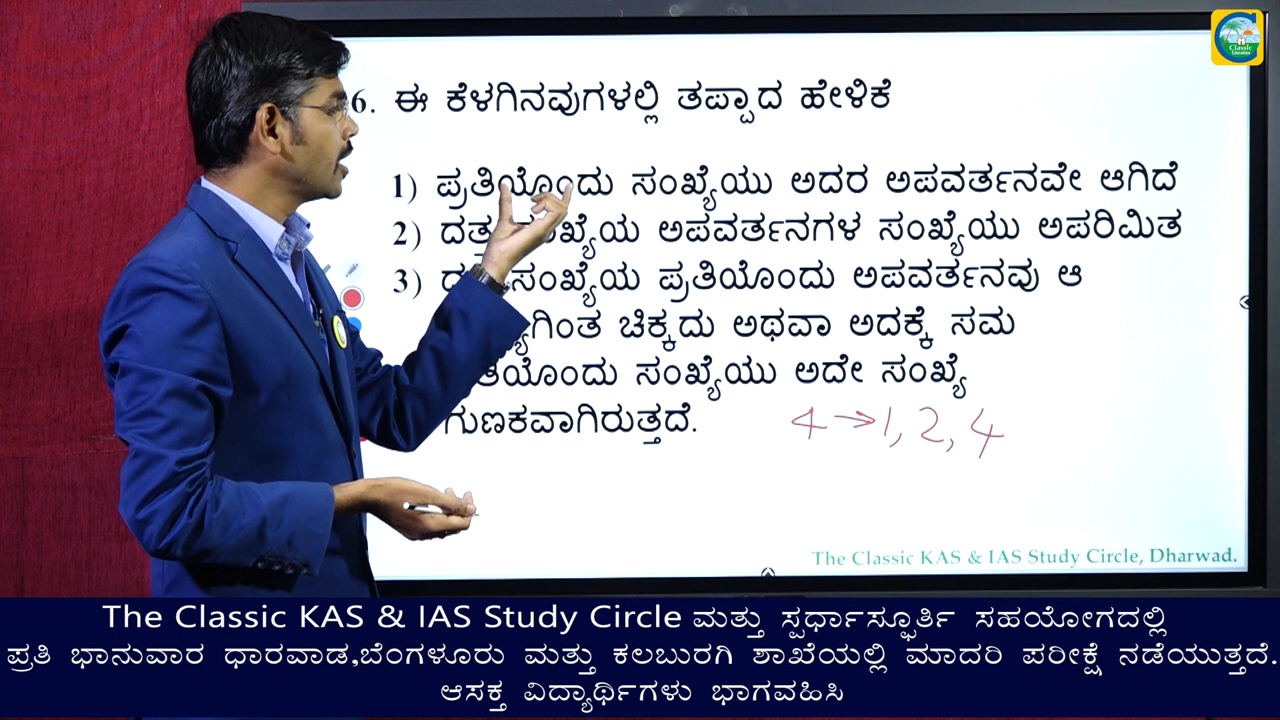 6. ಈ ಕೆಳಗಿನವುಗಳಲ್ಲಿ ತಪ್ಪಾದ ಹೇಳಿಕೆ
1) ಪ್ರತಿಯೊಂದು ಸಂಖ್ಯೆಯು ಅದರ ಅಪವರ್ತನವೇ ಆಗಿದೆ
2) ಅಪವರ್ತನಗಳ ಸಂಖ್ಯೆಯು ಅಪರಿಮಿತ
3) ಸಂಖ್ಯೆಯ ಪ್ರತಿಯೊಂದು ಅಪವರ್ತನವು ಆ
ಚಿಕ್ಕದು ಅಥವಾ ಅದಕ್ಕೆ ಸಮ
ಸಂಖ್ಯೆಯು ಅದೇ ಸಂಖ್ಯೆ
ಗುಣಕವಾಗಿರುತ್ತದೆ.
4 → 1, 2, 4
The Classic KAS & IAS Study Circle, Dharwad.
Classic
Education
The Classic KAS & IAS Study Circle ಮತ್ತು ಸ್ಪರ್ಧಾಸ್ಫೂರ್ತಿ ಸಹಯೋಗದಲ್ಲಿ
ಪ್ರತಿ ಭಾನುವಾರ ಧಾರವಾಡ,ಬೆಂಗಳೂರು ಮತ್ತು ಕಲಬುರಗಿ ಶಾಖೆಯಲ್ಲಿ ಮಾದರಿ ಪರೀಕ್ಷೆ ನಡೆಯುತ್ತದೆ.
ಆಸಕ್ತ ವಿದ್ಯಾರ್ಥಿಗಳು ಭಾಗವಹಿಸಿ